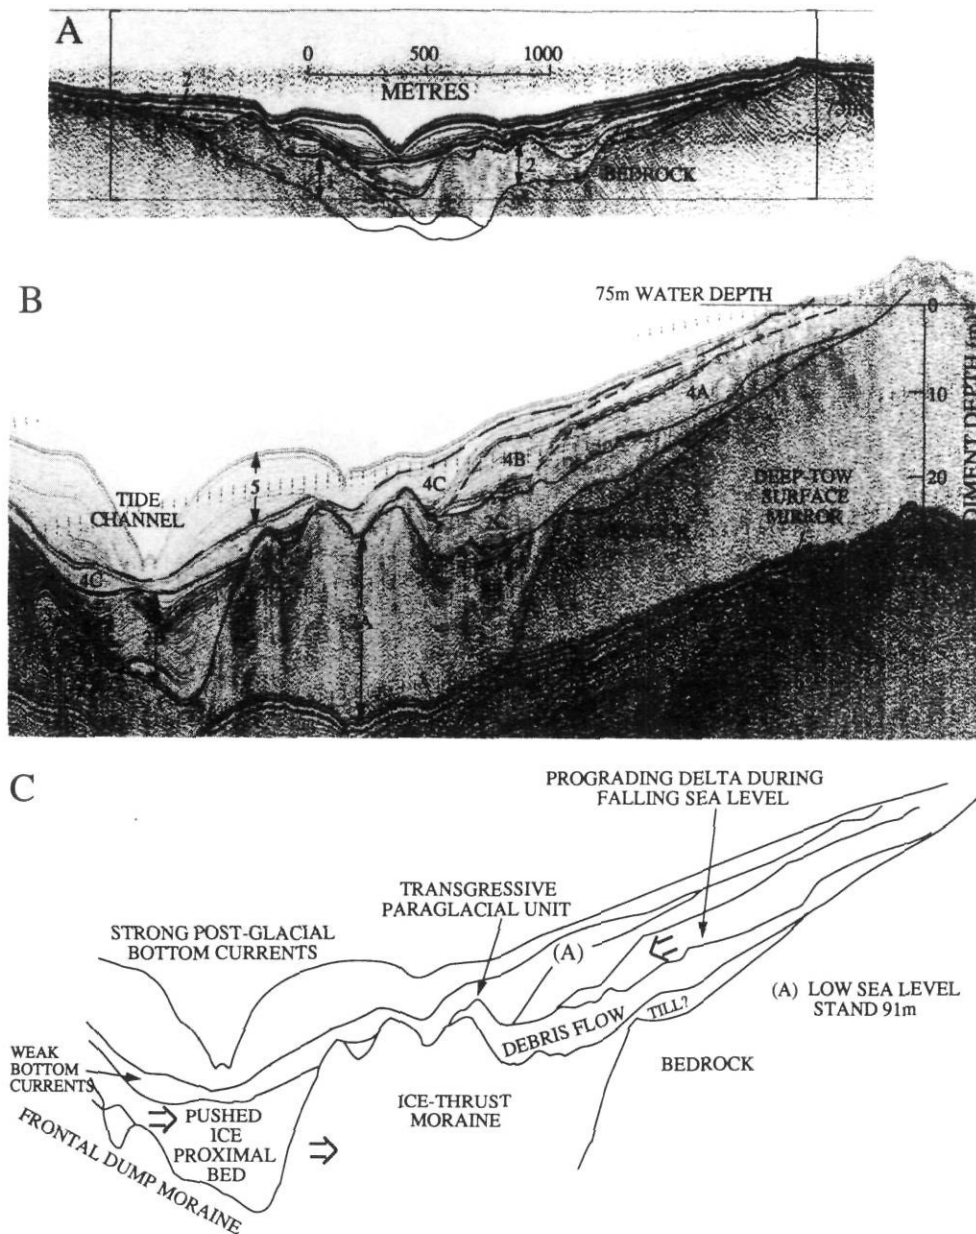 A
0 500 1000
METRES
2
2
BEDROCK
B
75m WATER DEPTH
0
4A
10
4B
5
4C
20
TIDE
CHANNEL
DEEP-TOW
SURFACE
MIRROR
4C
A
C
PROGRADING DELTA DURING
FALLING SEA LEVEL
TRANSGRESSIVE
PARAGLACIAL UNIT
STRONG POST-GLACIAL
BOTTOM CURRENTS
(A)
(A) LOW SEA LEVEL
STAND 91m
DEBRIS FLOW
TILL?
WEAK
BOTTOM
CURRENTS
BEDROCK
PUSHED
ICE
PROXIMAL
BED
ICE-THRUST
MORAINE
FRONTAL DUMP MORAINE